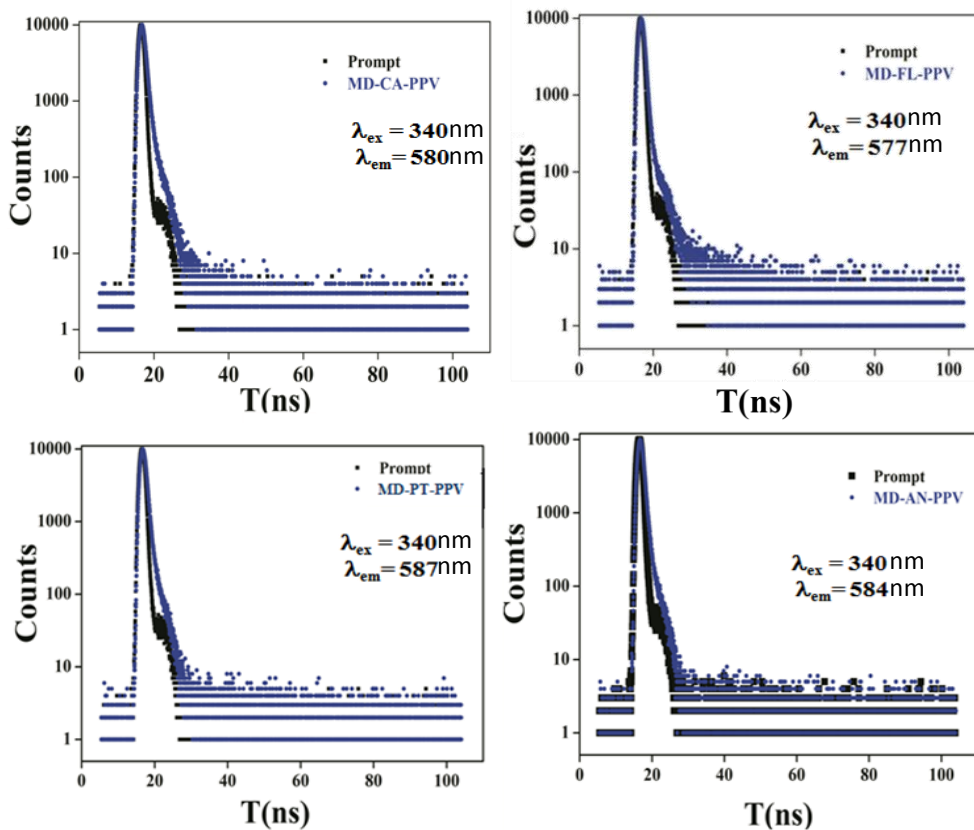 10000
1000
100
10
1
Counts
Prompt
MD-CA-PPV
λex = 340nm
λem = 580nm
0 20 40 60 80 100
T(ns)
10000
1000
100
10
1
Counts
Prompt
MD-FL-PPV
λex = 340nm
λem = 577nm
0 20 40 60 80 100
T(ns)
10000
1000
100
10
1
Counts
Prompt
MD-PT-PPV
λex = 340nm
λem = 587nm
0 20 40 60 80 100
T(ns)
10000
1000
100
10
1
Counts
Prompt
MD-AN-PPV
λex = 340nm
λem = 584nm
0 20 40 60 80 100
T(ns)